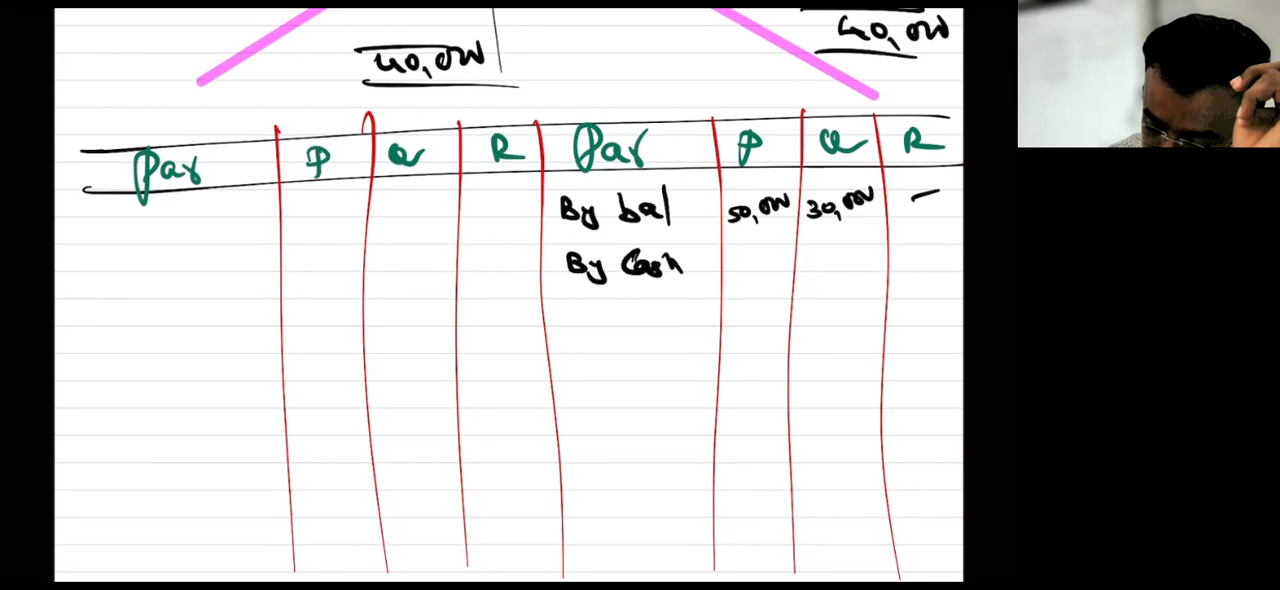 40,000
40,000
Par P Q R Par P Q R
By bal 50,000 30,000 -
By Cash